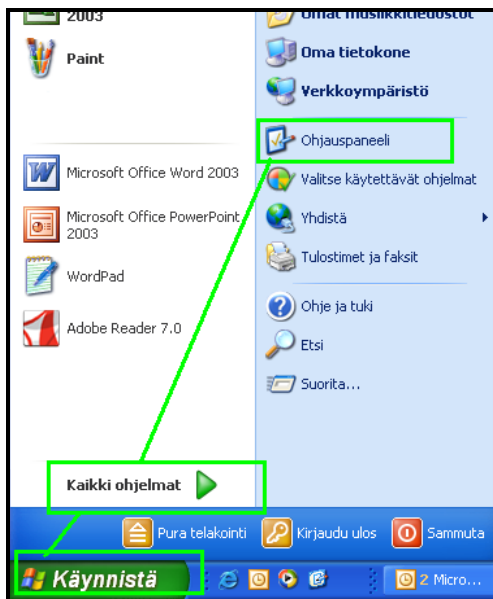 2003
Paint
Microsoft Office Word 2003
Microsoft Office PowerPoint
2003
WordPad
Adobe Reader 7.0
Kaikki ohjelmat
Omat musiikkitiedostot
Oma tietokone
Verkkoympäristö
Ohjauspaneeli
Valitse käytettävät ohjelmat
Yhdistä
Tulostimet ja faksit
Ohje ja tuki
Etsi
Suorita...
Pura telakointi
Kirjaudu ulos
Sammuta
Käynnistä
2 Micro...